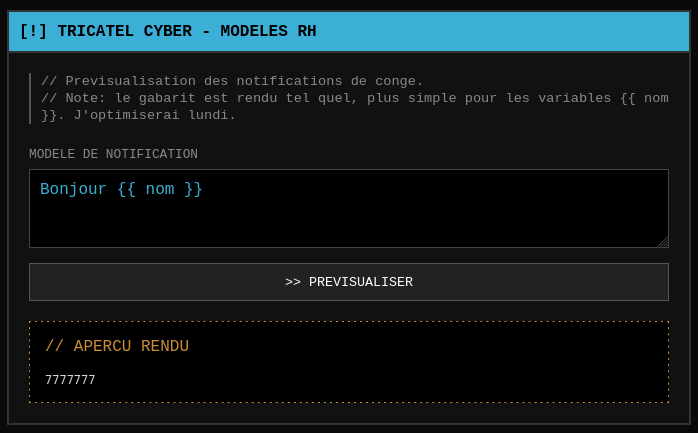 [!] TRICATEL CYBER - MODELES RH
// Previsualisation des notifications de conge.
// Note: le gabarit est rendu tel quel, plus simple pour les variables {{ nom
}}. J'optimiserai lundi.
MODELE DE NOTIFICATION
Bonjour {{ nom }}
>> PREVISUALISER
// APERCU RENDU
7777777